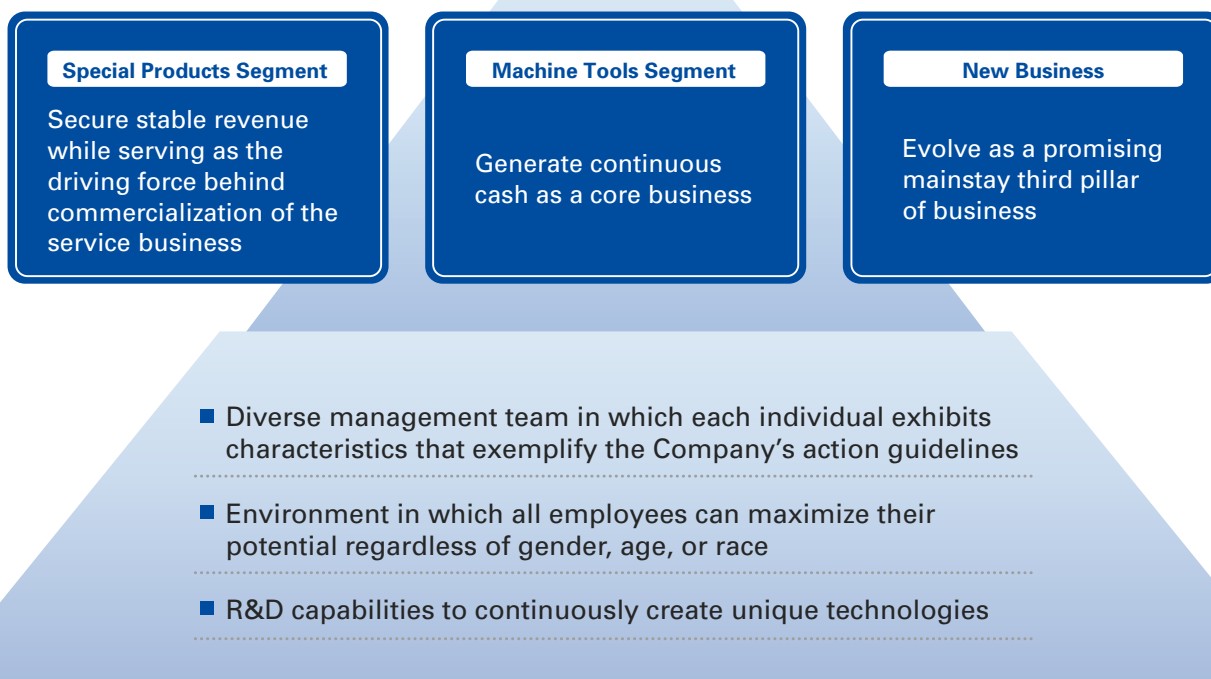 Special Products Segment
Secure stable revenue
while serving as the
driving force behind
commercialization of the
service business
Machine Tools Segment
Generate continuous
cash as a core business
New Business
Evolve as a promising
mainstay third pillar
of business
Diverse management team in which each individual exhibits
characteristics that exemplify the Company’s action guidelines
Environment in which all employees can maximize their
potential regardless of gender, age, or race
R&D capabilities to continuously create unique technologies